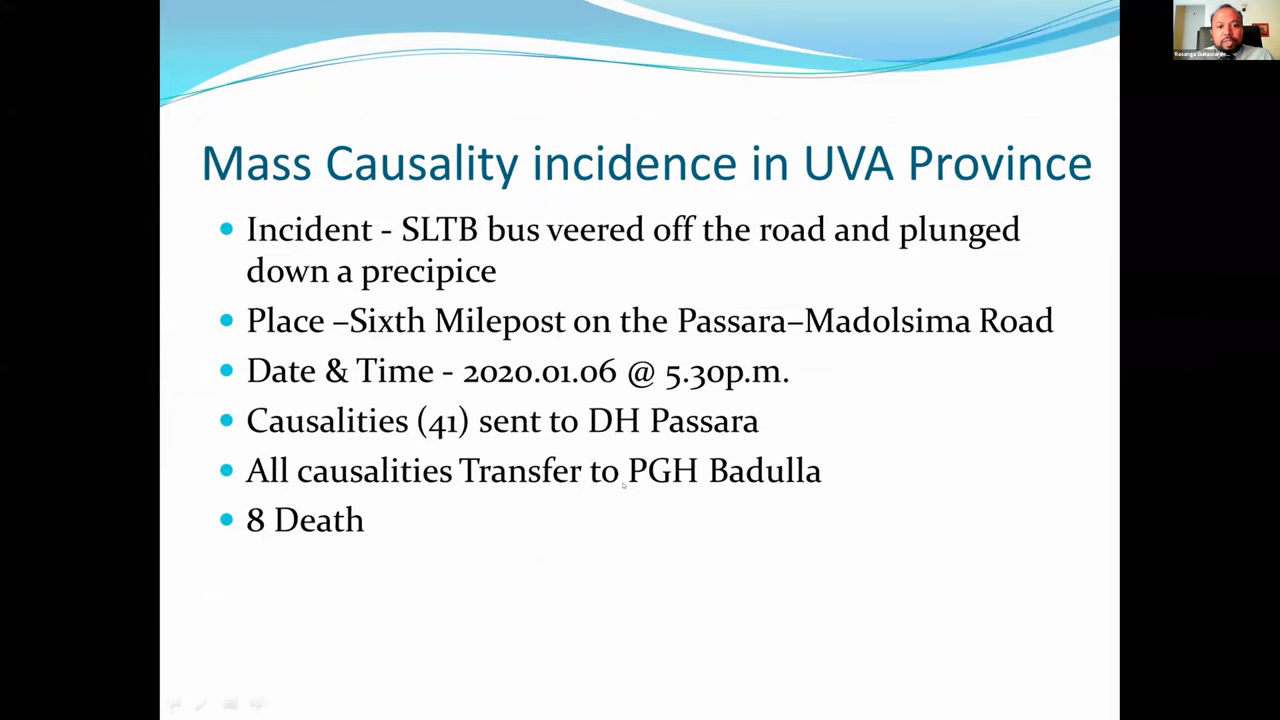 Mass Causality incidence in UVA Province
Incident - SLTB bus veered off the road and plunged
down a precipice
Place –Sixth Milepost on the Passara–Madolsima Road
Date & Time - 2020.01.06 @ 5.30p.m.
Causalities (41) sent to DH Passara
All causalities Transfer to PGH Badulla
8 Death
Rasanga